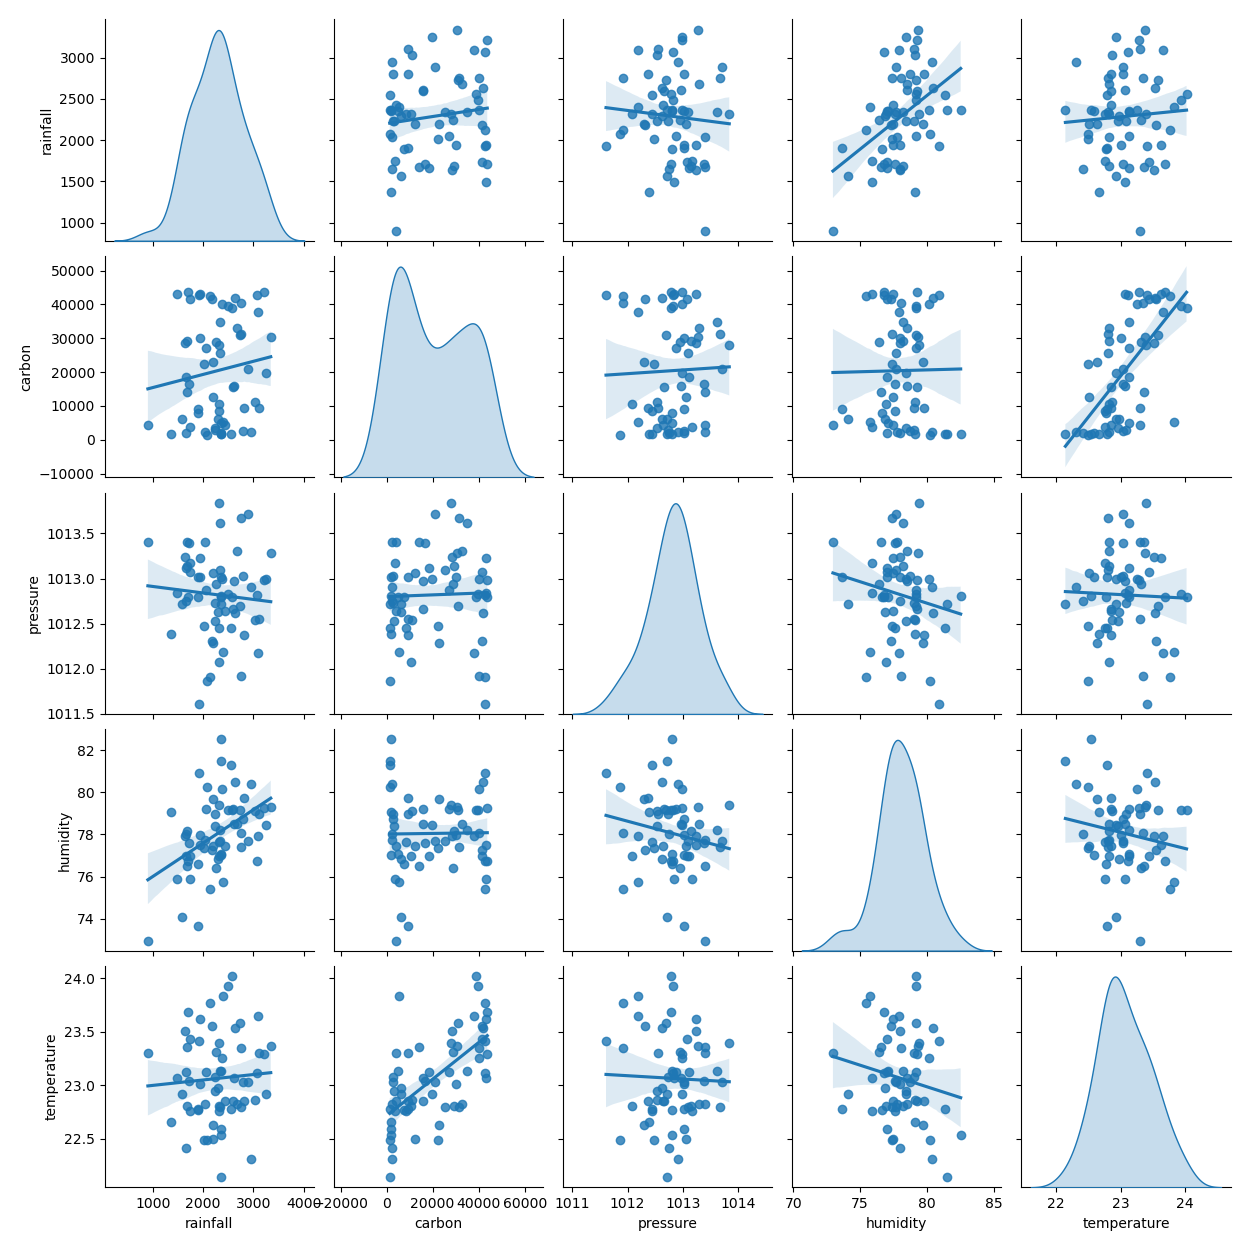 rainfall
3000
2500
2000
1500
1000
carbon
50000
40000
30000
20000
10000
0
−10000
pressure
1013.5
1013.0
1012.5
1012.0
1011.5
humidity
82
80
78
76
74
temperature
24.0
23.5
23.0
22.5
1000 2000 3000 4000
rainfall
−20000 0 20000 40000 60000
carbon
1011 1012 1013 1014
pressure
70 75 80 85
humidity
22 23 24
temperature